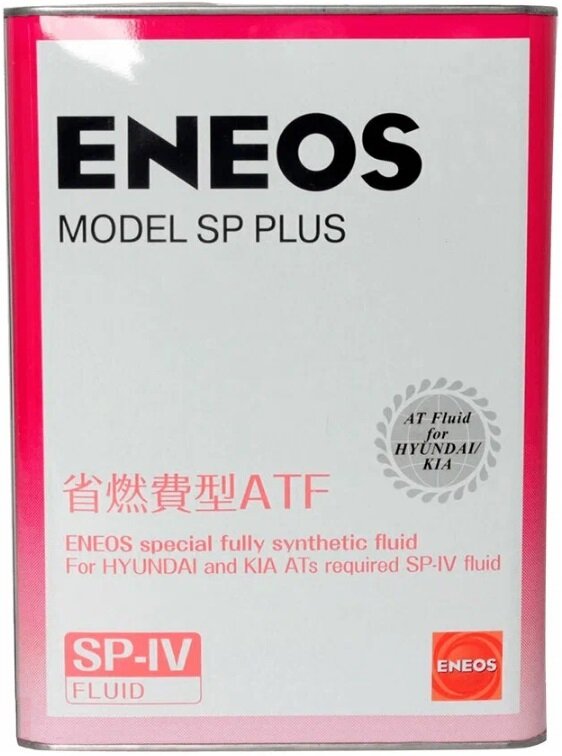 ENEOS
MODEL SP PLUS
AT Fluid
for
HYUNDAI/
KIA
省燃費型ATF
ENEOS special fully synthetic fluid
For HYUNDAI and KIA ATs required SP-IV fluid
SP-IV
FLUID
ENEOS